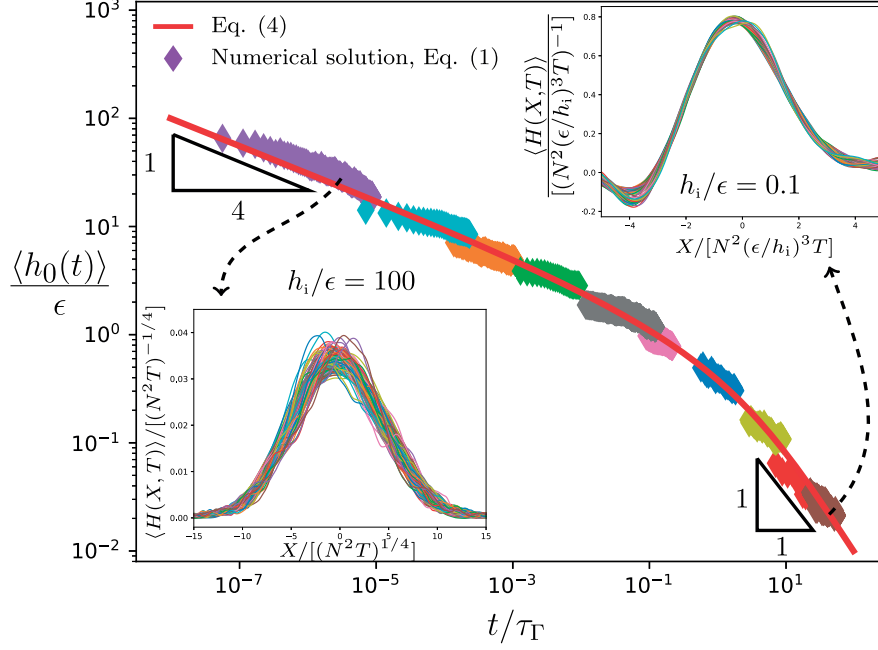 Eq. (4)
Numerical solution, Eq. (1)
10^3
10^2
10^1
10^0
10^{-1}
10^{-2}
⟨h_0(t)⟩
ϵ
10^{-7}
10^{-5}
10^{-3}
10^{-1}
10^1
t/τ_Γ
1
4
1
1
h_i/ϵ = 100
0.04
0.03
0.02
0.01
0.00
⟨H(X,T)⟩/[(N^2T)^{-1/4}]
−15 −10 −5 0 5 10 15
X/[(N^2T)^{1/4}]
0.8
0.6
0.4
0.2
0.0
-0.2
⟨H(X,T)⟩
[(N^2(ϵ/h_i)^3T)^{-1}]
h_i/ϵ = 0.1
−4 −2 0 2 4
X/[N^2(ϵ/h_i)^3T]